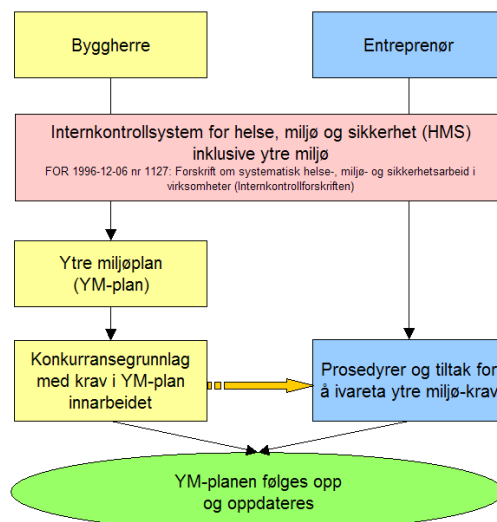 Byggherre
Entreprenør
Internkontrollsystem for helse, miljø og sikkerhet (HMS)
inklusive ytre miljø
FOR 1996-12-06 nr 1127: Forskrift om systematisk helse-, miljø- og sikkerhetsarbeid i
virksomheter (Internkontrollforskriften)
Ytre miljøplan
(YM-plan)
Konkurransegrunnlag
med krav i YM-plan
innarbeidet
Prosedyrer og tiltak for
å ivareta ytre miljø-krav
YM-planen følges opp
og oppdateres